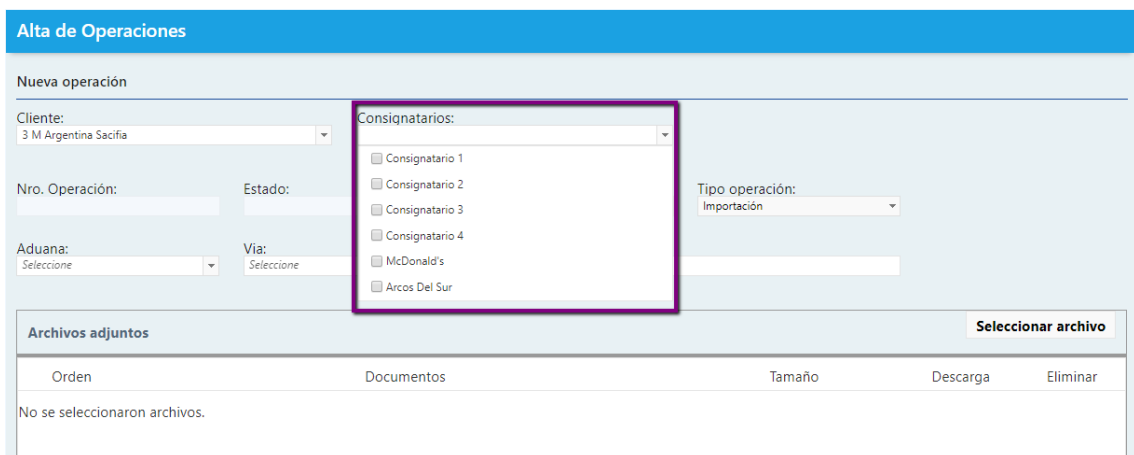 Alta de Operaciones
Nueva operación
Cliente:
3 M Argentina Sacifia
Consignatarios:
Consignatario 1
Consignatario 2
Consignatario 3
Consignatario 4
McDonald's
Arcos Del Sur
Nro. Operación:
Estado:
Tipo operación:
Importación
Aduana:
Seleccione
Via:
Seleccione
Archivos adjuntos
Seleccionar archivo
Orden Documentos Tamaño Descarga Eliminar
No se seleccionaron archivos.